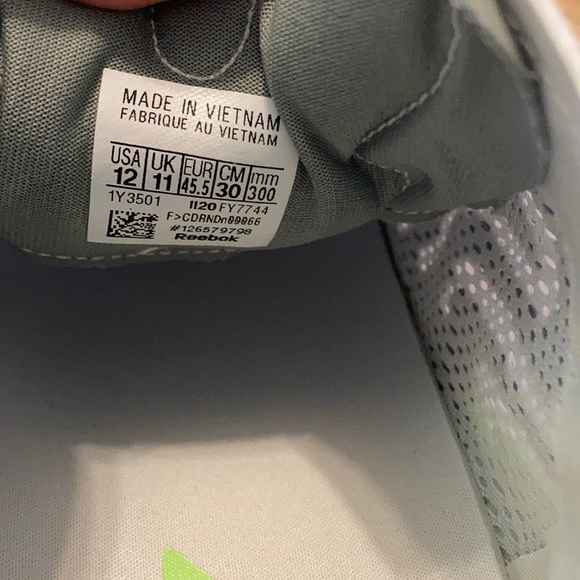 MADE IN VIETNAM
FABRIQUE AU VIETNAM
USA UK EUR CM mm
12 11 45.5 30 300
1Y3501 1120 FY7744
F>CDRNDn00066
#126579798
Reebok